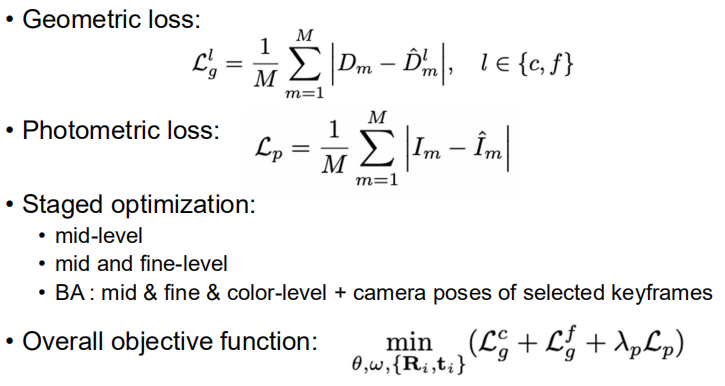 • Geometric loss:
$\mathcal{L}_g^l = \frac{1}{M} \sum_{m=1}^{M} \left| D_m - \hat{D}_m^l \right|, \quad l \in \{c, f\}$
• Photometric loss:
$\mathcal{L}_p = \frac{1}{M} \sum_{m=1}^{M} \left| I_m - \hat{I}_m \right|$
• Staged optimization:
• mid-level
• mid and fine-level
• BA : mid & fine & color-level + camera poses of selected keyframes
• Overall objective function: $\min_{\theta,\omega,\{\mathbf{R}_i,\mathbf{t}_i\}} (\mathcal{L}_g^c + \mathcal{L}_g^f + \lambda_p \mathcal{L}_p)$